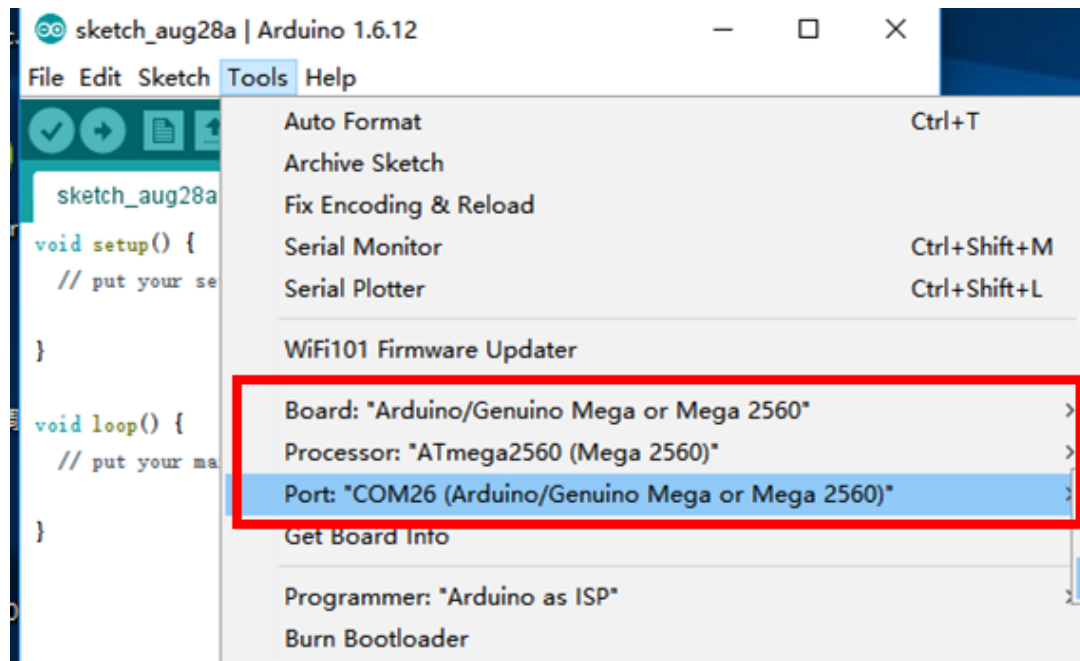 sketch_aug28a | Arduino 1.6.12
File Edit Sketch Tools Help
Auto Format Ctrl+T
Archive Sketch
sketch_aug28a
Fix Encoding & Reload
void setup() {
Serial Monitor Ctrl+Shift+M
// put your se
Serial Plotter Ctrl+Shift+L
}
WiFi101 Firmware Updater
Board: "Arduino/Genuino Mega or Mega 2560"
void loop() {
Processor: "ATmega2560 (Mega 2560)"
// put your ma
Port: "COM26 (Arduino/Genuino Mega or Mega 2560)"
}
Get Board Info
Programmer: "Arduino as ISP"
Burn Bootloader